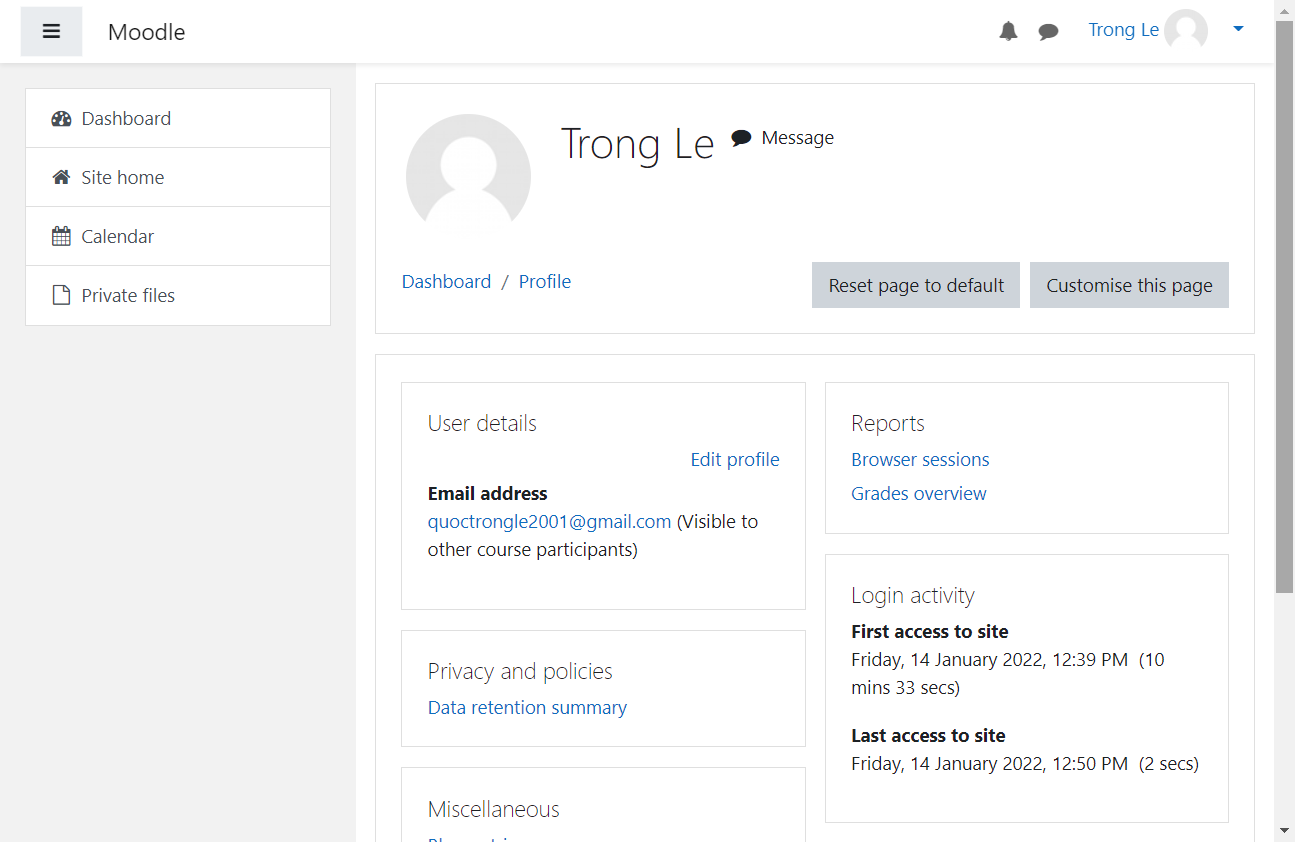 Moodle
Trong Le
Dashboard
Site home
Calendar
Private files
Trong Le
Message
Dashboard / Profile
Reset page to default
Customise this page
User details
Edit profile
Email address
quoctrongle2001@gmail.com (Visible to
other course participants)
Privacy and policies
Data retention summary
Miscellaneous
Reports
Browser sessions
Grades overview
Login activity
First access to site
Friday, 14 January 2022, 12:39 PM (10
mins 33 secs)
Last access to site
Friday, 14 January 2022, 12:50 PM (2 secs)